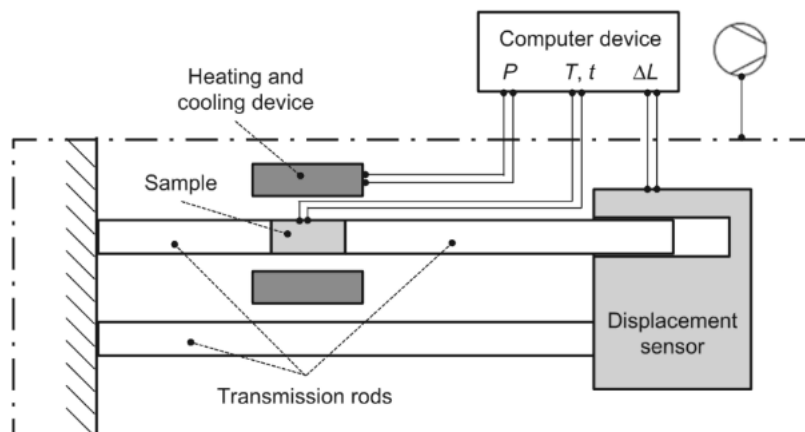 Computer device
P T, t ΔL
Heating and
cooling device
Sample
Displacement
sensor
Transmission rods